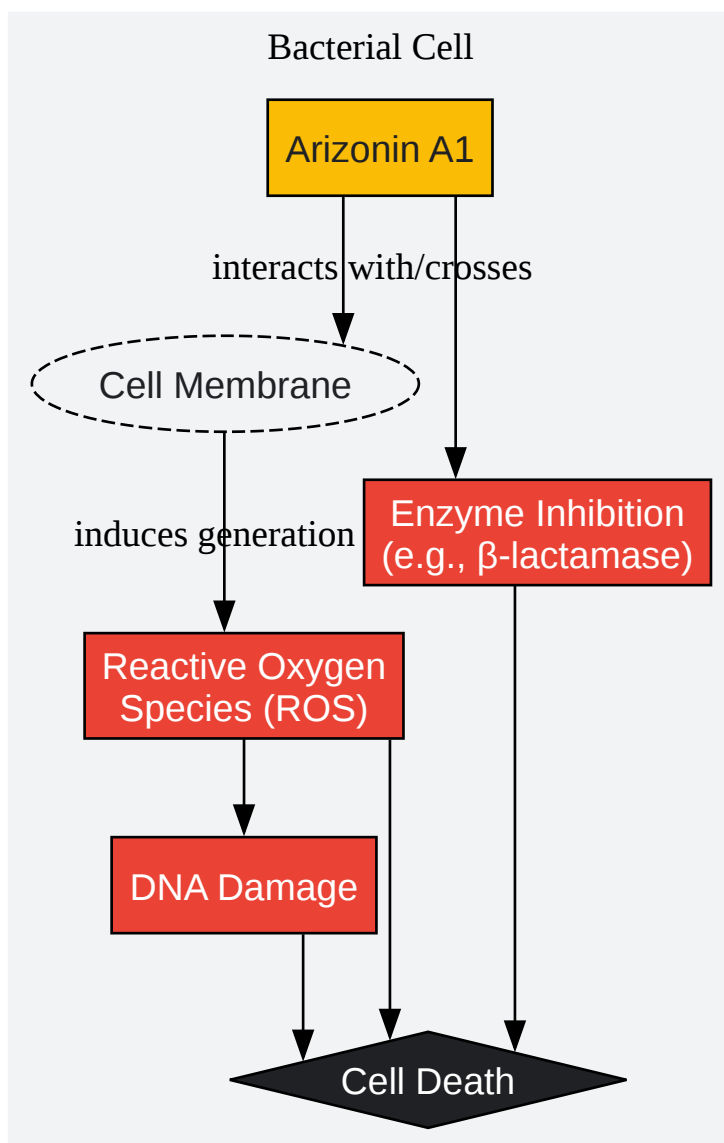 Bacterial Cell
Arizonin A1
interacts with/crosses
Cell Membrane
Enzyme Inhibition
(e.g., β-lactamase)
induces generation
Reactive Oxygen
Species (ROS)
DNA Damage
Cell Death